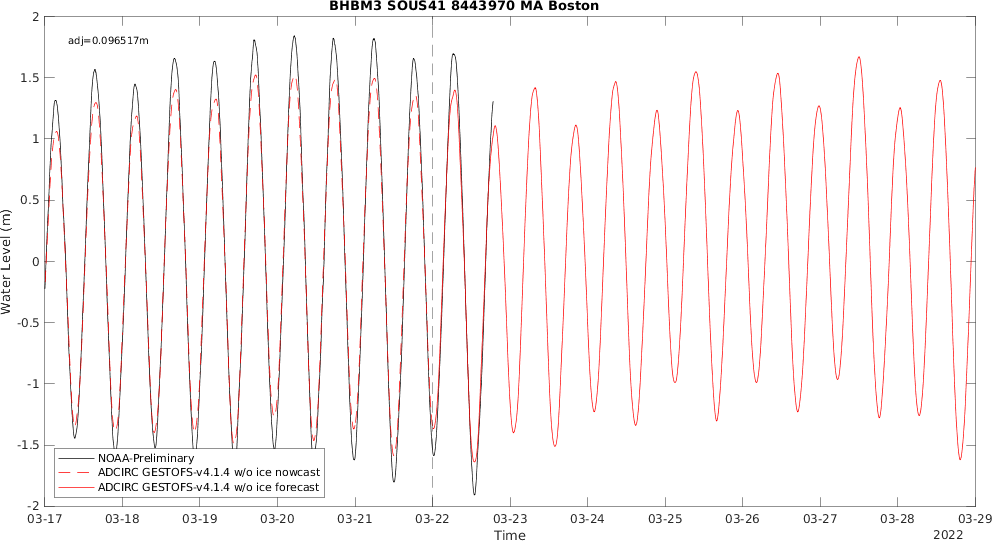 BHBM3 SOUS41 8443970 MA Boston
adj=0.096517m
Water Level (m)
2
1.5
1
0.5
0
-0.5
-1
-1.5
-2
NOAA-Preliminary
ADCIRC GESTOFS-v4.1.4 w/o ice nowcast
ADCIRC GESTOFS-v4.1.4 w/o ice forecast
03-17 03-18 03-19 03-20 03-21 03-22 03-23 03-24 03-25 03-26 03-27 03-28 03-29
Time
2022